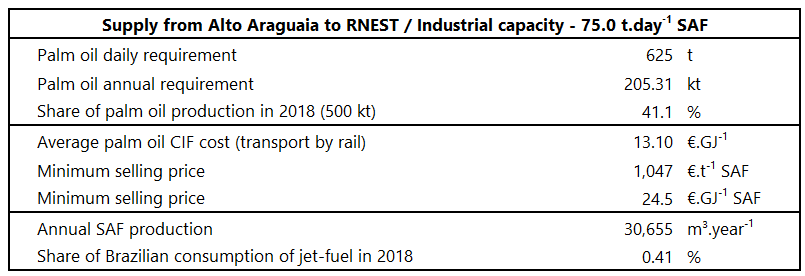 Supply from Alto Araguaia to RNEST / Industrial capacity - 75.0 t.day⁻¹ SAF
Palm oil daily requirement 625 t
Palm oil annual requirement 205.31 kt
Share of palm oil production in 2018 (500 kt) 41.1 %
Average palm oil CIF cost (transport by rail) 13.10 €.GJ⁻¹
Minimum selling price 1,047 €.t⁻¹ SAF
Minimum selling price 24.5 €.GJ⁻¹ SAF
Annual SAF production 30,655 m³.year⁻¹
Share of Brazilian consumption of jet-fuel in 2018 0.41 %